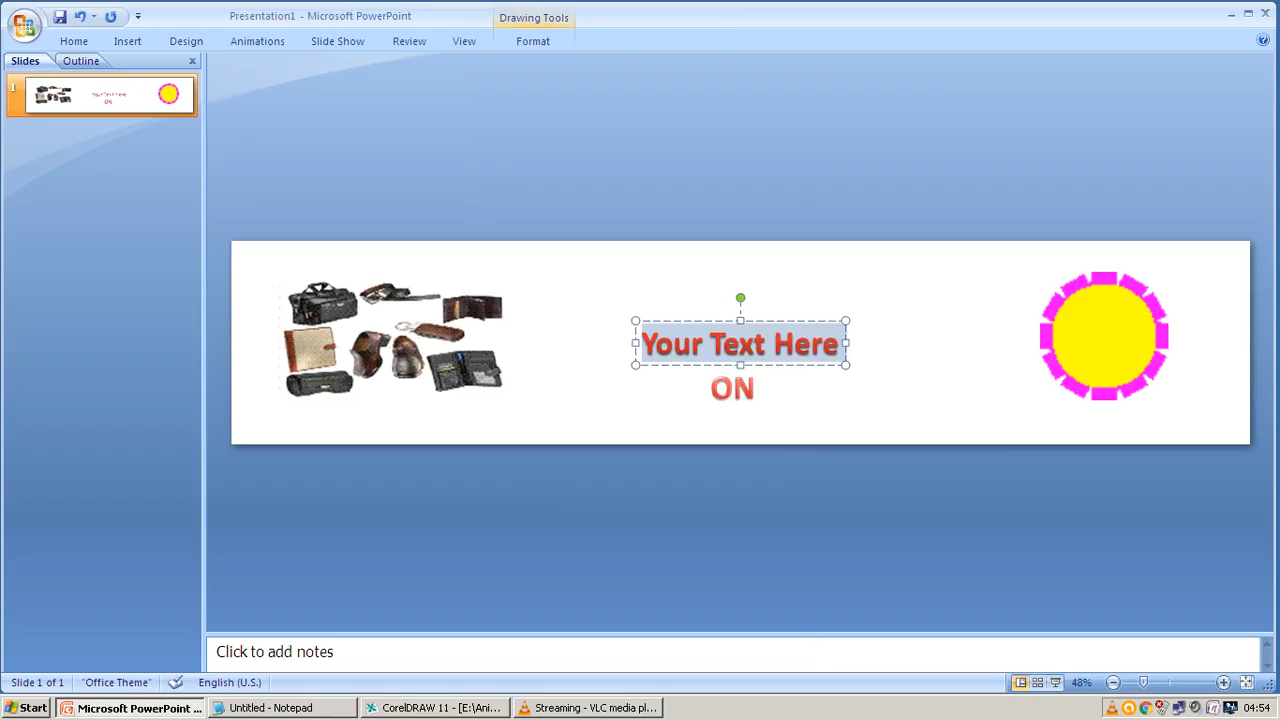 Presentation1 - Microsoft PowerPoint
Drawing Tools
Home
Insert
Design
Animations
Slide Show
Review
View
Format
Slides
Outline
1
Your Text Here
ON
Click to add notes
Slide 1 of 1
"Office Theme"
English (U.S.)
48%
Start
Microsoft PowerPoint ...
Untitled - Notepad
CorelDRAW 11 - [E:\Ani...
Streaming - VLC media pl...
04:54